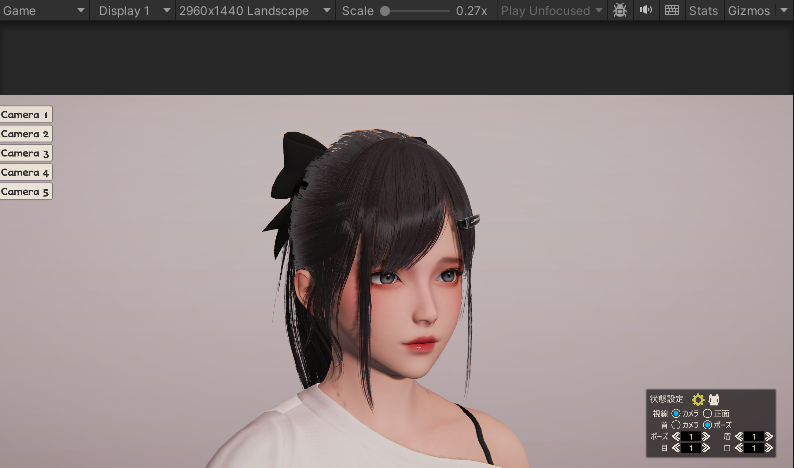 Game Display 1 2960x1440 Landscape Scale 0.27x Play Unfocused Stats Gizmos
Camera 1
Camera 2
Camera 3
Camera 4
Camera 5
状態設定
視線 カメラ 正面
首 カメラ ポーズ
ポーズ 1 眉 1
目 1 口 1